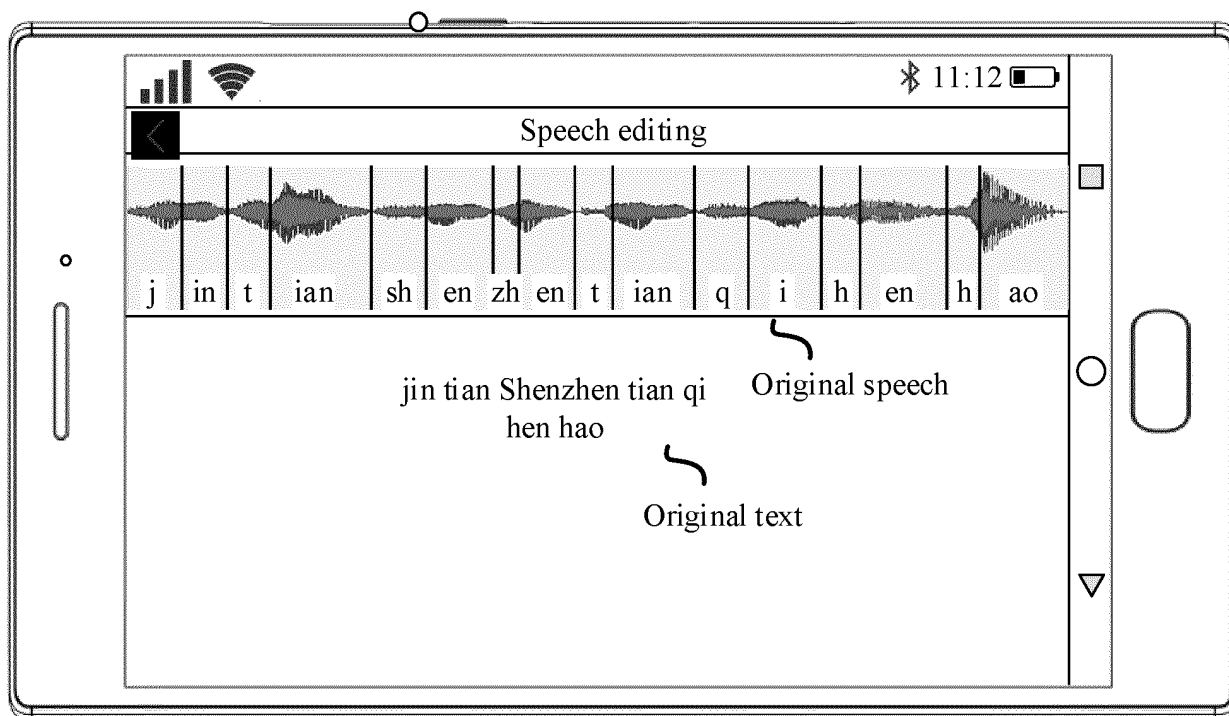 11:12
Speech editing
j in t ian sh en zh en t ian q i h en h ao
Original speech
jin tian Shenzhen tian qi
hen hao
Original text